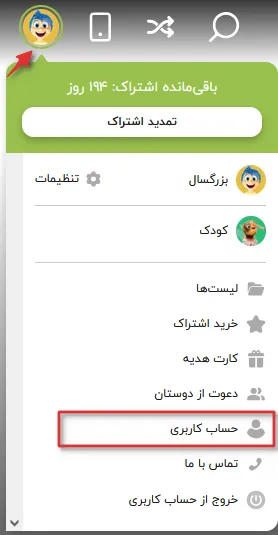 باقی‌مانده اشتراک: ۱۹۴ روز
تمدید اشتراک
بزرگسال تنظیمات
کودک
لیست‌ها
خرید اشتراک
کارت هدیه
دعوت از دوستان
حساب کاربری
تماس با ما
خروج از حساب کاربری